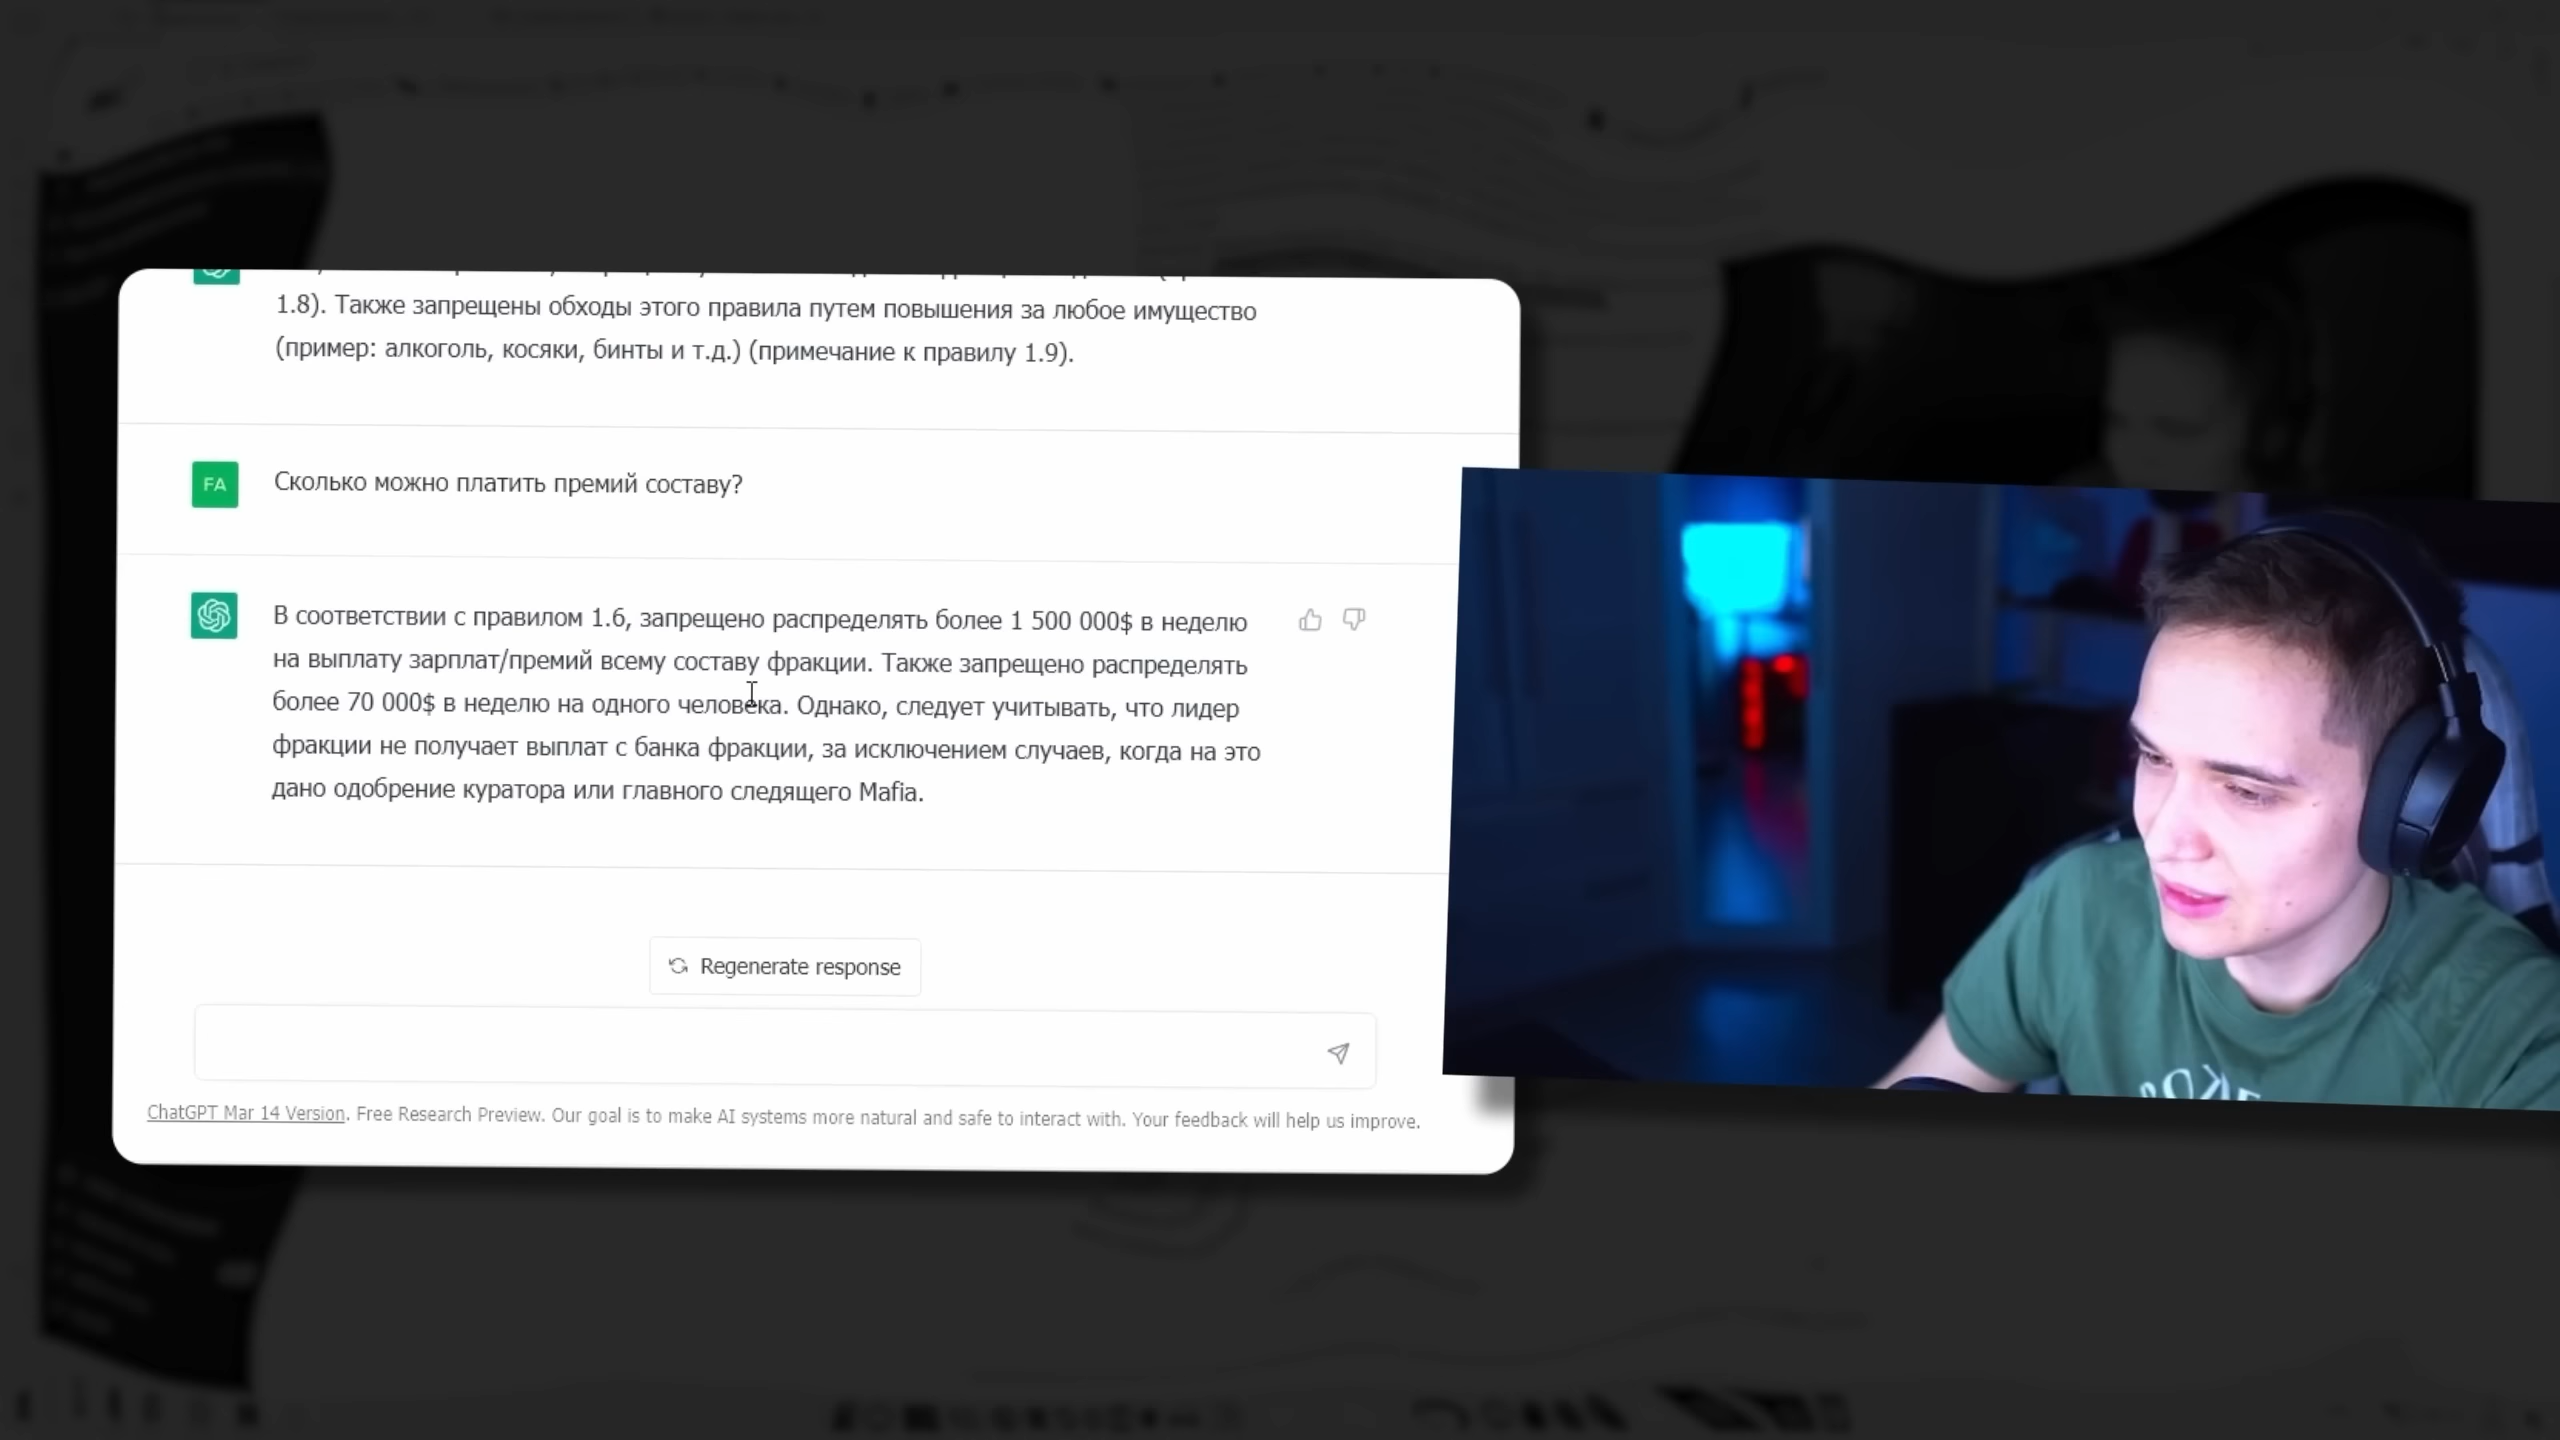 1.8). Также запрещены обходы этого правила путем повышения за любое имущество
(пример: алкоголь, косяки, бинты и т.д.) (примечание к правилу 1.9).
FA
Сколько можно платить премий составу?
В соответствии с правилом 1.6, запрещено распределять более 1 500 000$ в неделю
на выплату зарплат/премий всему составу фракции. Также запрещено распределять
более 70 000$ в неделю на одного человека. Однако, следует учитывать, что лидер
фракции не получает выплат с банка фракции, за исключением случаев, когда на это
дано одобрение куратора или главного следящего Mafia.
Regenerate response
ChatGPT Mar 14 Version. Free Research Preview. Our goal is to make AI systems more natural and safe to interact with. Your feedback will help us improve.